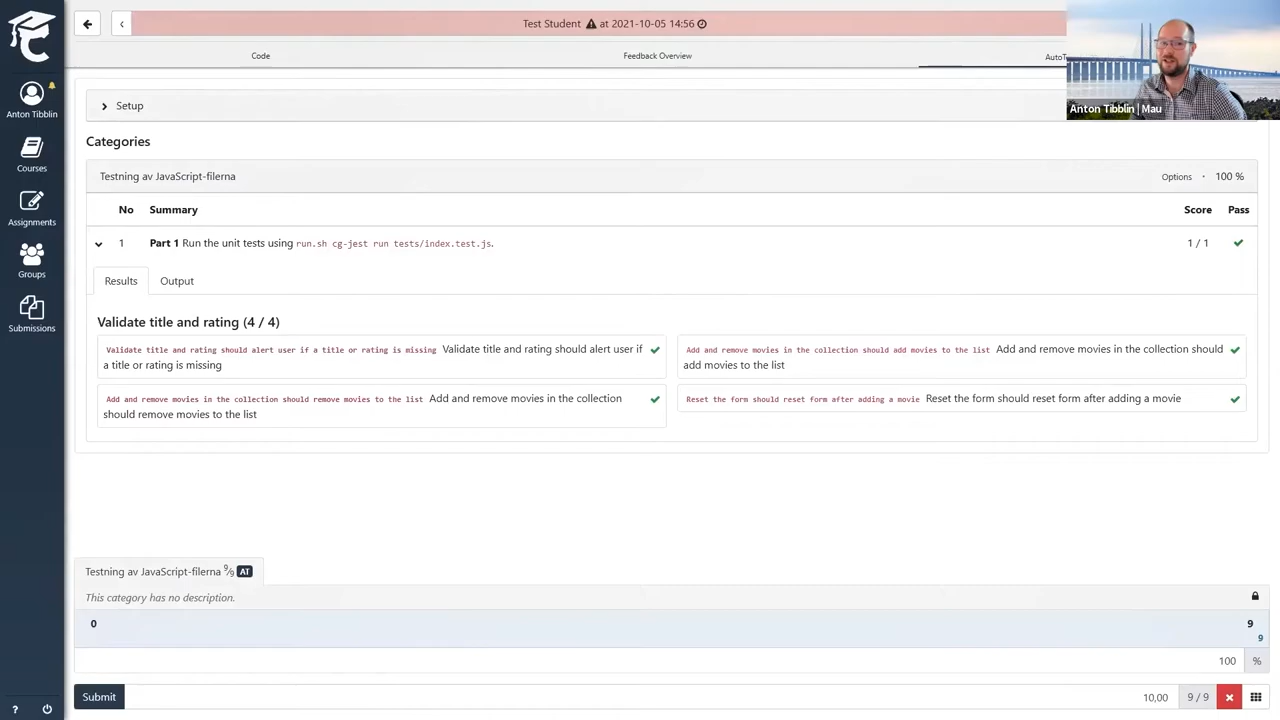 Test Student at 2021-10-05 14:56
Code
Feedback Overview
Anton Tibblin | Mau
Anton Tibblin
Courses
Assignments
Groups
Submissions
Setup
Categories
Testning av JavaScript-filerna
Options · 100 %
No Summary Score Pass
1 Part 1 Run the unit tests using run.sh cg-jest run tests/index.test.js. 1 / 1
Results Output
Validate title and rating (4 / 4)
Validate title and rating should alert user if a title or rating is missing Validate title and rating should alert user if
a title or rating is missing
Add and remove movies in the collection should add movies to the list Add and remove movies in the collection should
add movies to the list
Add and remove movies in the collection should remove movies to the list Add and remove movies in the collection
should remove movies to the list
Reset the form should reset form after adding a movie Reset the form should reset form after adding a movie
Testning av JavaScript-filerna 9/9 AT
This category has no description.
0 9
9
100 %
Submit 10,00 9 / 9
?